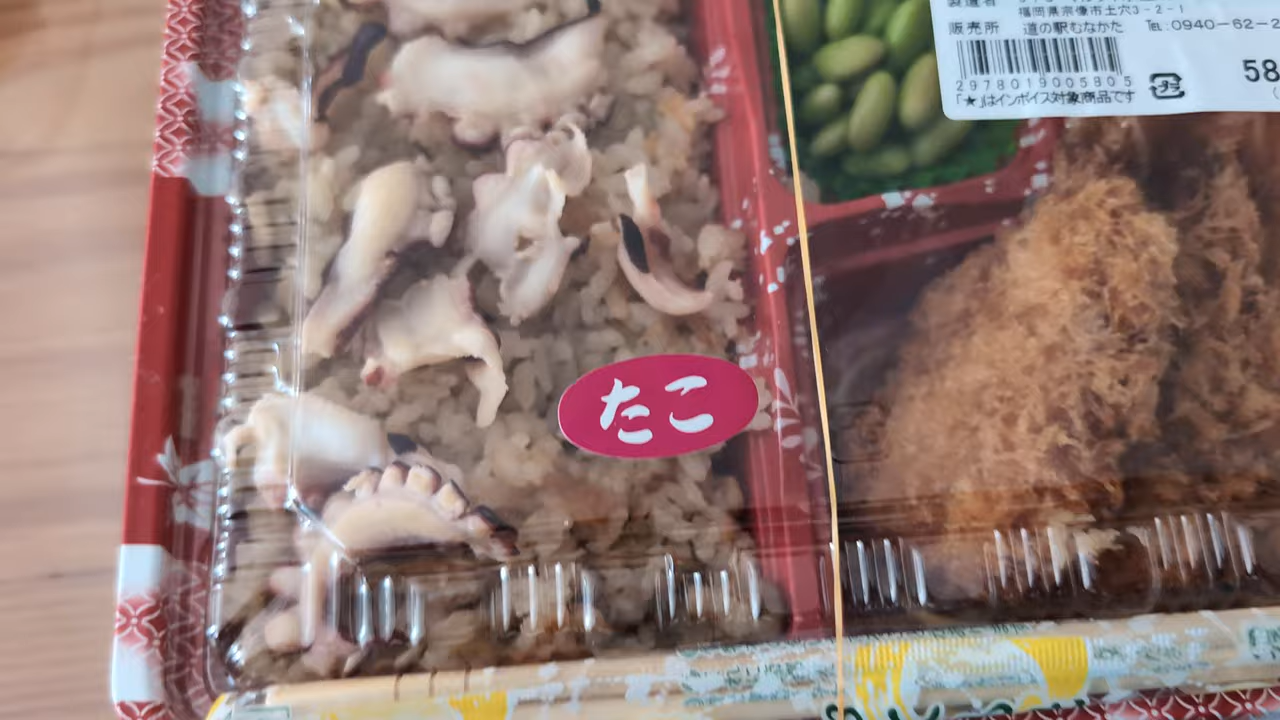 福岡県宗像市土穴3-2-1
販売所 道の駅むなかた TEL:0940-62-2
2978019005805
「★」はインボイス対象商品です
プラ
58
たこ